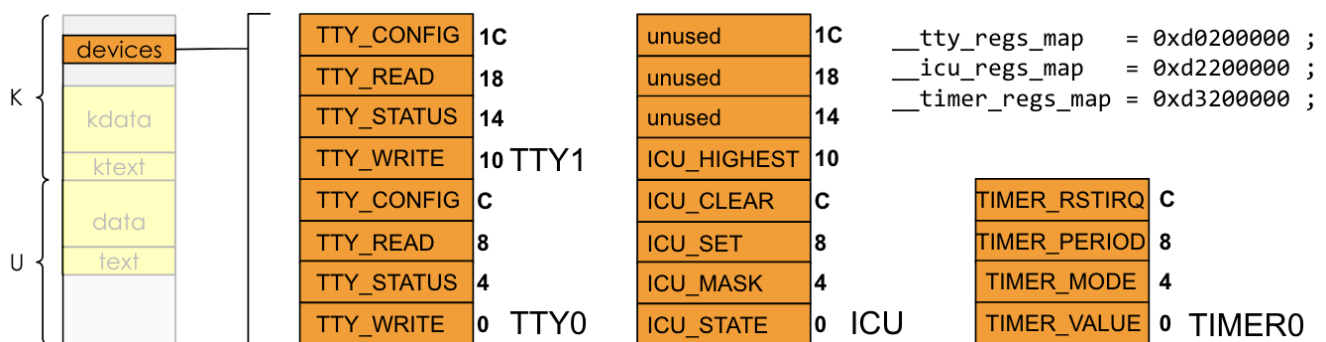 K
U
devices
kdata
ktext
data
text
TTY_CONFIG 1C
TTY_READ 18
TTY_STATUS 14
TTY_WRITE 10 TTY1
TTY_CONFIG C
TTY_READ 8
TTY_STATUS 4
TTY_WRITE 0 TTY0
unused 1C
unused 18
unused 14
ICU_HIGHEST 10
ICU_CLEAR C
ICU_SET 8
ICU_MASK 4
ICU_STATE 0 ICU
__tty_regs_map = 0xd0200000 ;
__icu_regs_map = 0xd2200000 ;
__timer_regs_map = 0xd3200000 ;
TIMER_RSTIRQ C
TIMER_PERIOD 8
TIMER_MODE 4
TIMER_VALUE 0 TIMER0